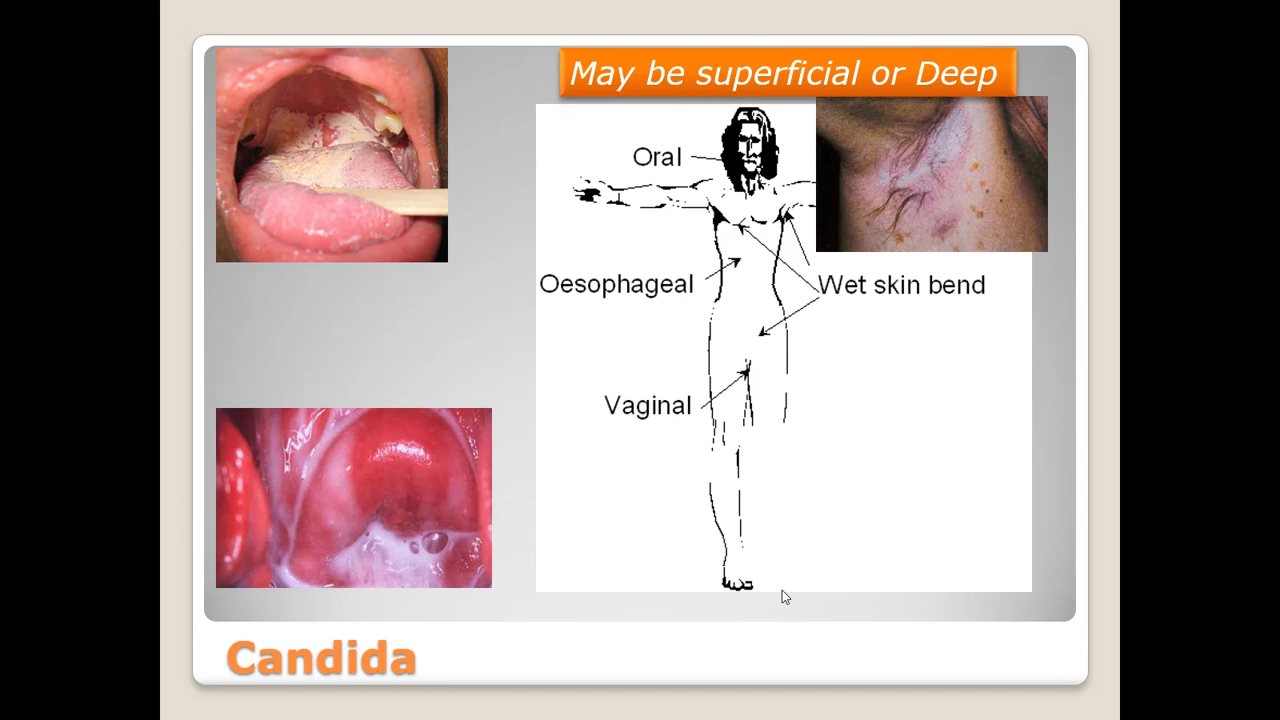 May be superficial or Deep
Oral
Oesophageal
Wet skin bend
Vaginal
Candida